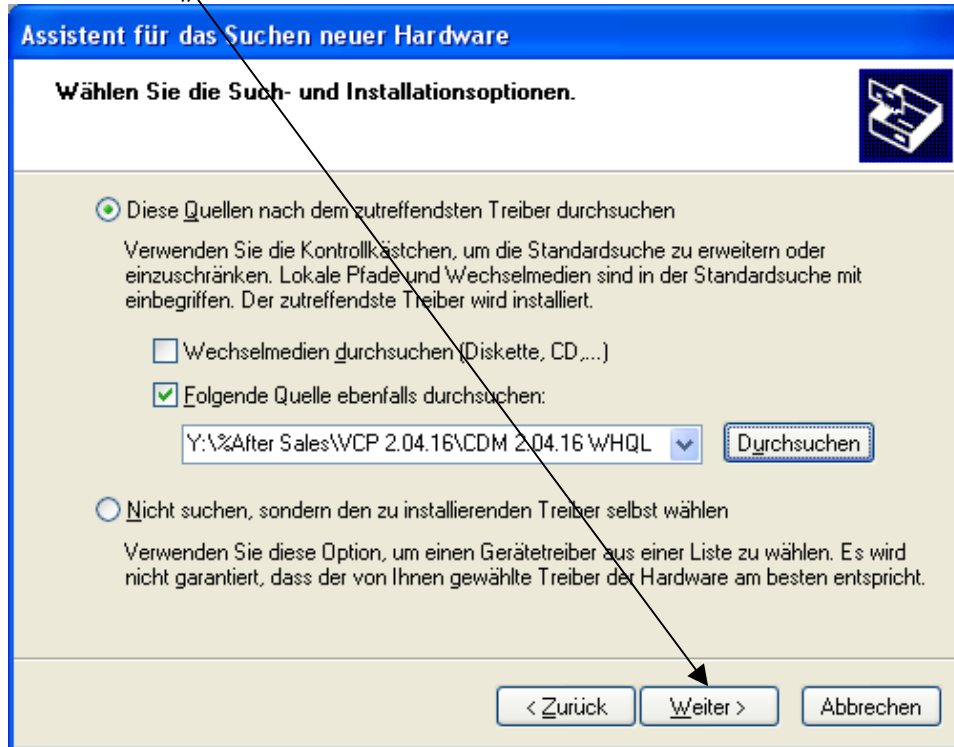 Assistent für das Suchen neuer Hardware
Wählen Sie die Such- und Installationsoptionen.
Diese Quellen nach dem zutreffendsten Treiber durchsuchen
Verwenden Sie die Kontrollkästchen, um die Standardsuche zu erweitern oder
einzuschränken. Lokale Pfade und Wechselmedien sind in der Standardsuche mit
einbegriffen. Der zutreffendste Treiber wird installiert.
Wechselmedien durchsuchen (Diskette, CD,...)
Folgende Quelle ebenfalls durchsuchen:
Y:\%After Sales\VCP 2.04.16\CDM 2.04.16 WHQL
Durchsuchen
Nicht suchen, sondern den zu installierenden Treiber selbst wählen
Verwenden Sie diese Option, um einen Gerätetreiber aus einer Liste zu wählen. Es wird
nicht garantiert, dass der von Ihnen gewählte Treiber der Hardware am besten entspricht.
< Zurück
Weiter >
Abbrechen